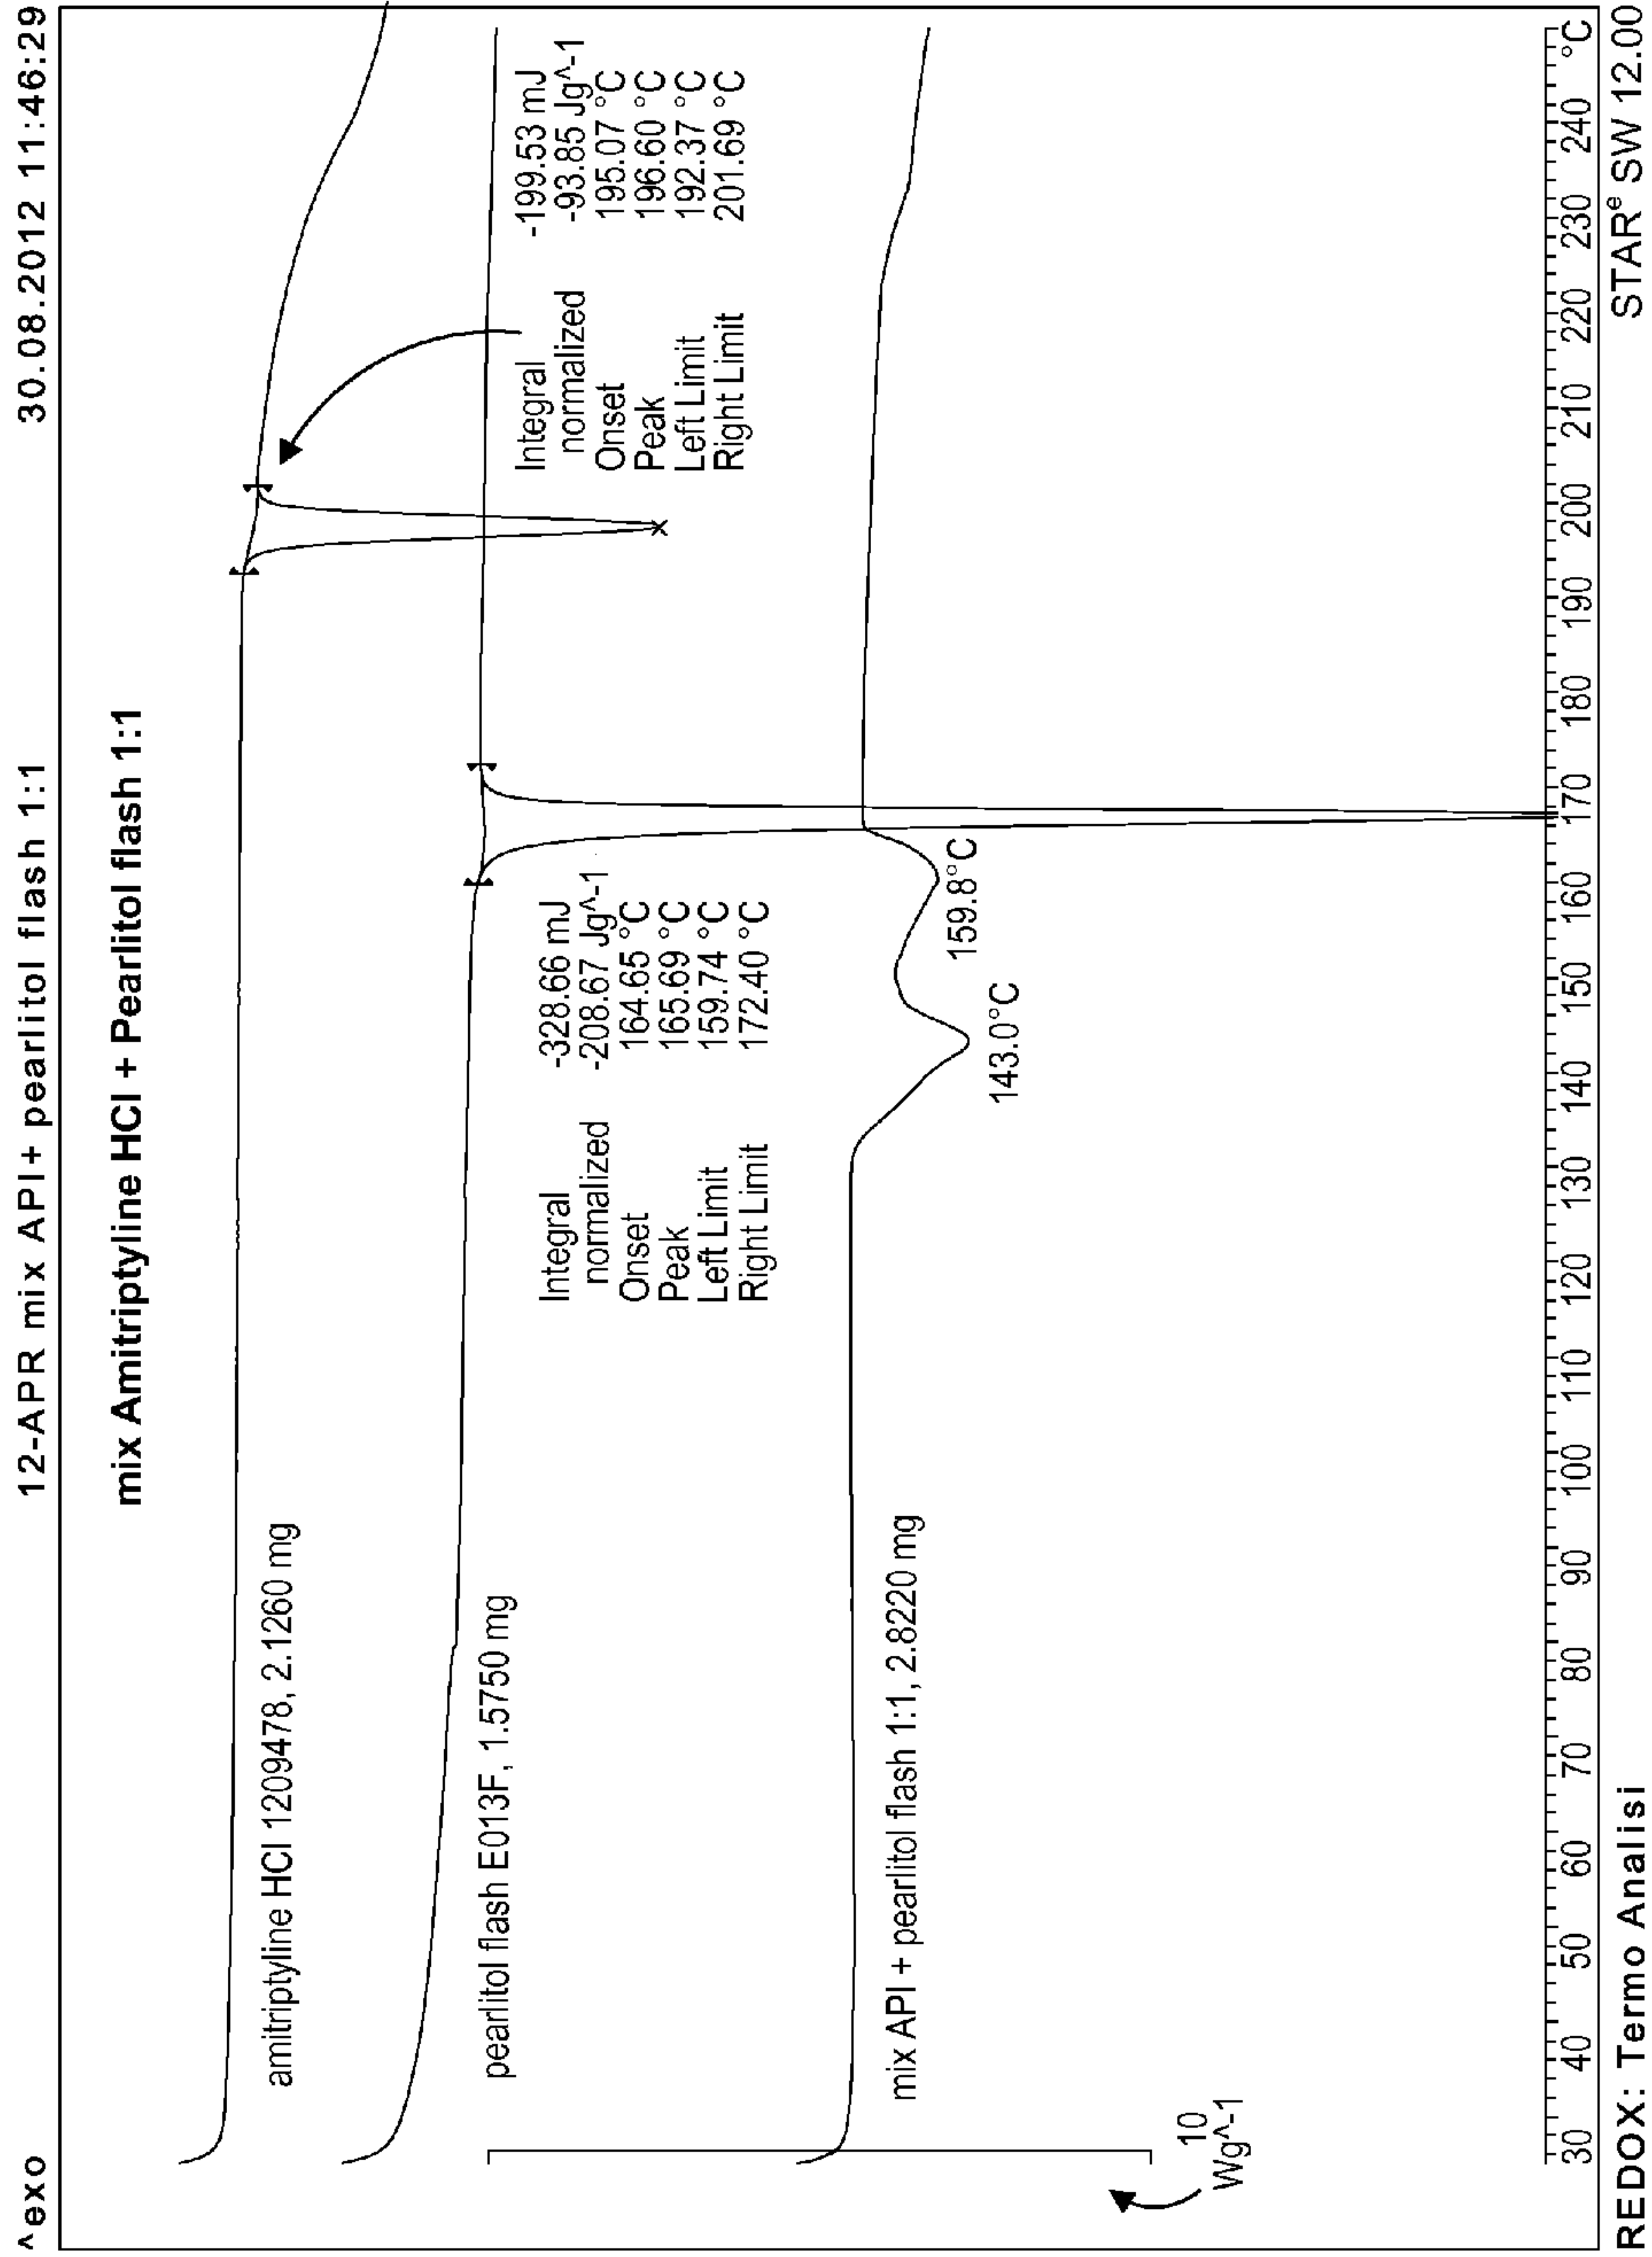 ^exo
12-APR mix API+ pearlitol flash 1:1
30.08.2012 11:46:29
mix Amitriptyline HCl + Pearlitol flash 1:1
amitriptyline HCl 1209478, 2.1260 mg
pearlitol flash E013F, 1.5750 mg
Integral -199.53 mJ
normalized -93.85 Jg^-1
Onset 195.07 °C
Peak 196.60 °C
Left Limit 192.37 °C
Right Limit 201.69 °C
Integral -328.66 mJ
normalized -208.67 Jg^-1
Onset 164.65 °C
Peak 165.69 °C
Left Limit 159.74 °C
Right Limit 172.40 °C
mix API + pearlitol flash 1:1, 2.8220 mg
143.0°C
159.8°C
10
Wg^-1
30 40 50 60 70 80 90 100 110 120 130 140 150 160 170 180 190 200 210 220 230 240 °C
REDOX: Termo Analisi
STARe SW 12.00